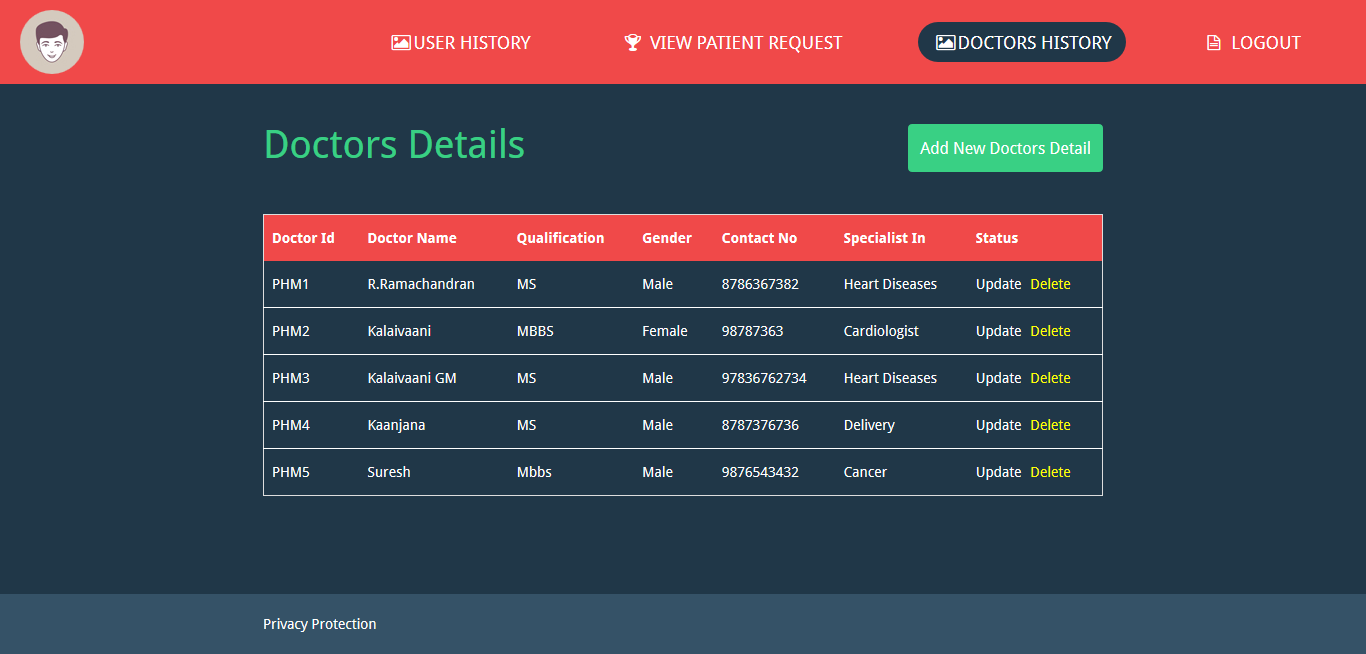 USER HISTORY VIEW PATIENT REQUEST DOCTORS HISTORY LOGOUT
Doctors Details
Add New Doctors Detail
Doctor Id Doctor Name Qualification Gender Contact No Specialist In Status
PHM1 R.Ramachandran MS Male 8786367382 Heart Diseases Update Delete
PHM2 Kalaivaani MBBS Female 98787363 Cardiologist Update Delete
PHM3 Kalaivaani GM MS Male 97836762734 Heart Diseases Update Delete
PHM4 Kaanjana MS Male 8787376736 Delivery Update Delete
PHM5 Suresh Mbbs Male 9876543432 Cancer Update Delete
Privacy Protection